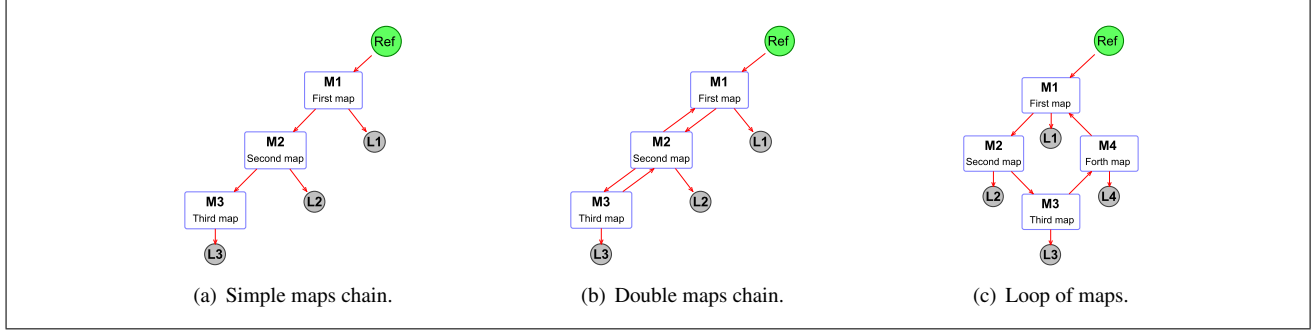 Ref
M1
First map
L1
M2
Second map
L2
M3
Third map
L3
(a) Simple maps chain.
Ref
M1
First map
L1
M2
Second map
L2
M3
Third map
L3
(b) Double maps chain.
Ref
M1
First map
L1
M2
Second map
M4
Forth map
L2
L4
M3
Third map
L3
(c) Loop of maps.